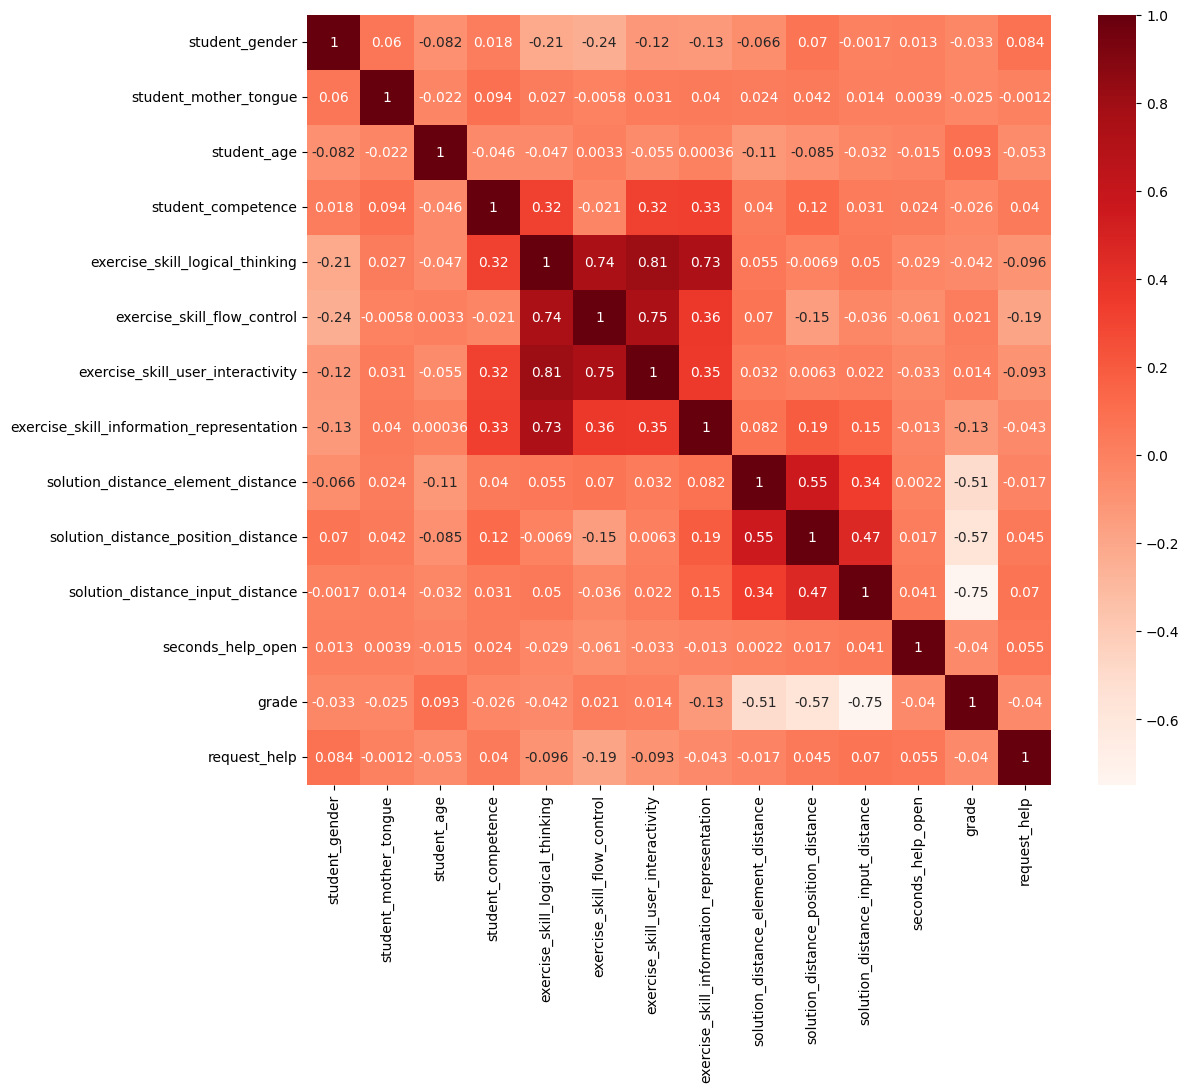 student_gender 1 0.06 -0.082 0.018 -0.21 -0.24 -0.12 -0.13 -0.066 0.07 -0.0017 0.013 -0.033 0.084
student_mother_tongue 0.06 1 -0.022 0.094 0.027 -0.0058 0.031 0.04 0.024 0.042 0.014 0.0039 -0.025 -0.0012
student_age -0.082 -0.022 1 -0.046 -0.047 0.0033 -0.055 0.00036 -0.11 -0.085 -0.032 -0.015 0.093 -0.053
student_competence 0.018 0.094 -0.046 1 0.32 -0.021 0.32 0.33 0.04 0.12 0.031 0.024 -0.026 0.04
exercise_skill_logical_thinking -0.21 0.027 -0.047 0.32 1 0.74 0.81 0.73 0.055 -0.0069 0.05 -0.029 -0.042 -0.096
exercise_skill_flow_control -0.24 -0.0058 0.0033 -0.021 0.74 1 0.75 0.36 0.07 -0.15 -0.036 -0.061 0.021 -0.19
exercise_skill_user_interactivity -0.12 0.031 -0.055 0.32 0.81 0.75 1 0.35 0.032 0.0063 0.022 -0.033 0.014 -0.093
exercise_skill_information_representation -0.13 0.04 0.00036 0.33 0.73 0.36 0.35 1 0.082 0.19 0.15 -0.013 -0.13 -0.043
solution_distance_element_distance -0.066 0.024 -0.11 0.04 0.055 0.07 0.032 0.082 1 0.55 0.34 0.0022 -0.51 -0.017
solution_distance_position_distance 0.07 0.042 -0.085 0.12 -0.0069 -0.15 0.0063 0.19 0.55 1 0.47 0.017 -0.57 0.045
solution_distance_input_distance -0.0017 0.014 -0.032 0.031 0.05 -0.036 0.022 0.15 0.34 0.47 1 0.041 -0.75 0.07
seconds_help_open 0.013 0.0039 -0.015 0.024 -0.029 -0.061 -0.033 -0.013 0.0022 0.017 0.041 1 -0.04 0.055
grade -0.033 -0.025 0.093 -0.026 -0.042 0.021 0.014 -0.13 -0.51 -0.57 -0.75 -0.04 1 -0.04
request_help 0.084 -0.0012 -0.053 0.04 -0.096 -0.19 -0.093 -0.043 -0.017 0.045 0.07 0.055 -0.04 1
student_gender
student_mother_tongue
student_age
student_competence
exercise_skill_logical_thinking
exercise_skill_flow_control
exercise_skill_user_interactivity
exercise_skill_information_representation
solution_distance_element_distance
solution_distance_position_distance
solution_distance_input_distance
seconds_help_open
grade
request_help
1.0
0.8
0.6
0.4
0.2
0.0
−0.2
−0.4
−0.6